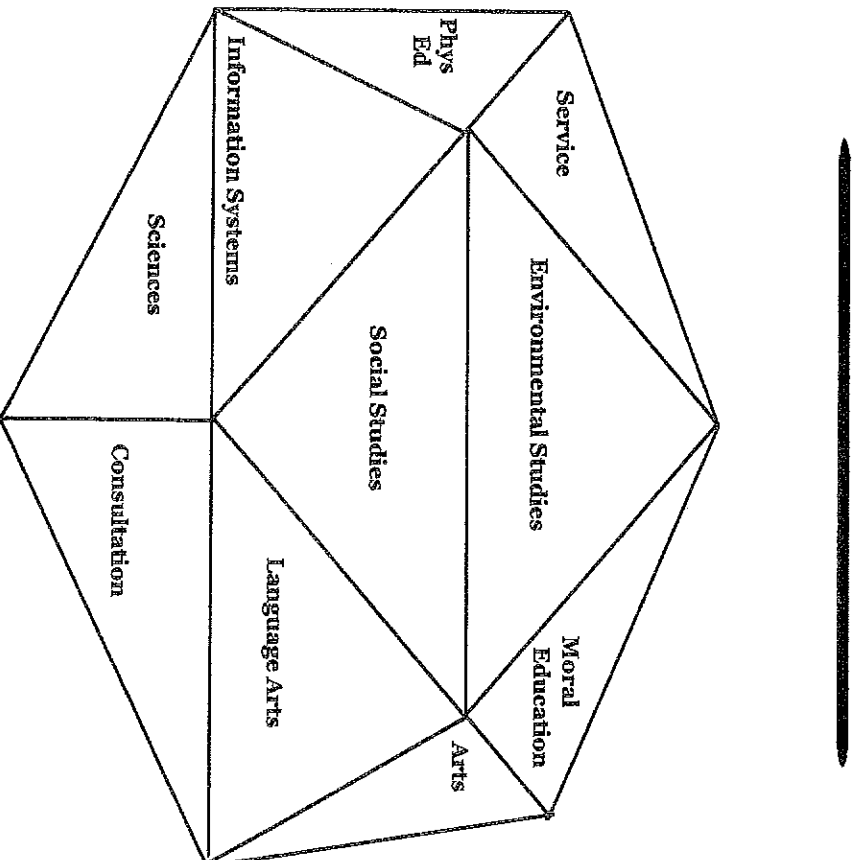 Service
Moral
Education
Environmental Studies
Phys
Ed
Arts
Social Studies
Information Systems
Language Arts
Sciences
Consultation